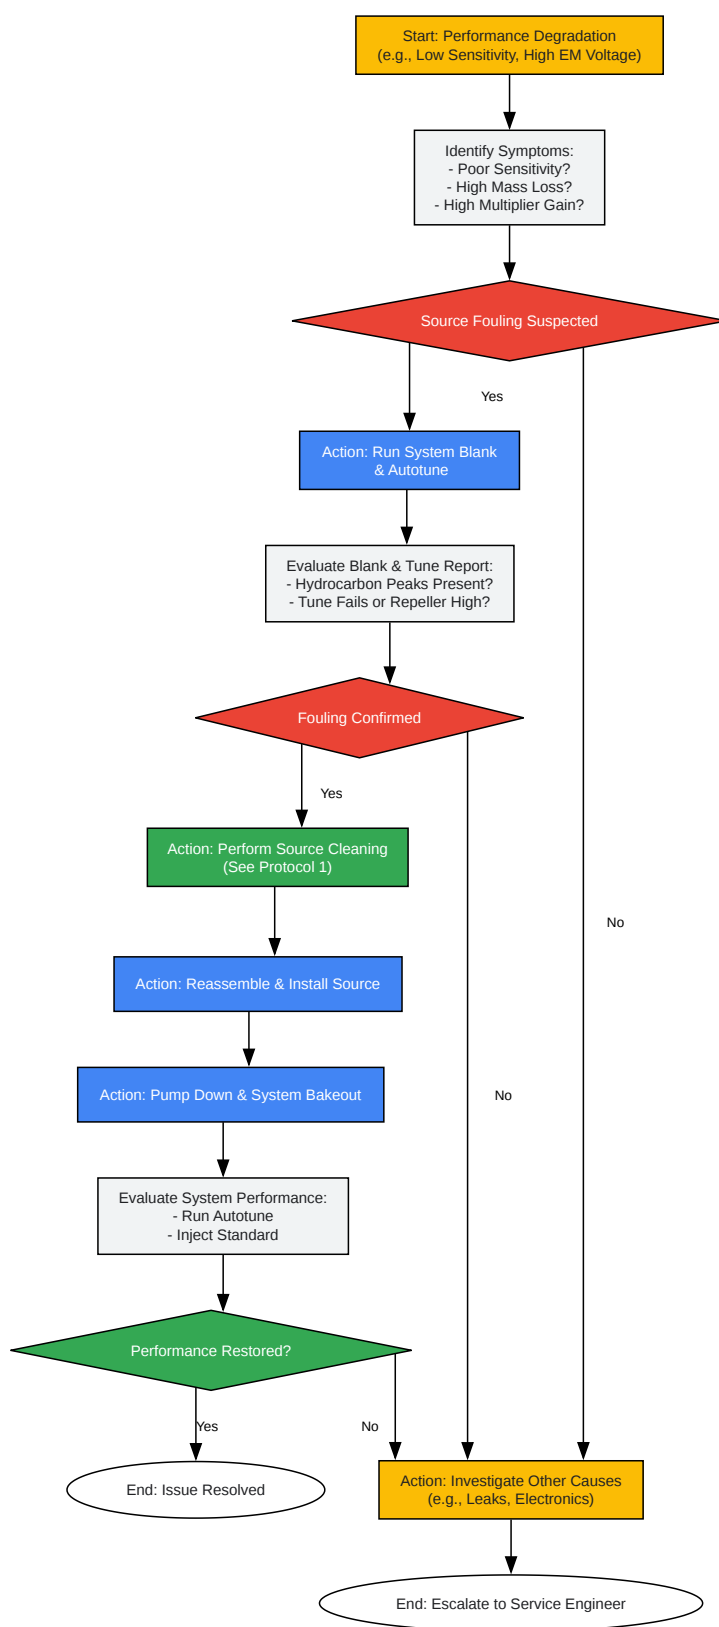 Start: Performance Degradation
(e.g., Low Sensitivity, High EM Voltage)
Identify Symptoms:
- Poor Sensitivity?
- High Mass Loss?
- High Multiplier Gain?
Source Fouling Suspected
Yes
Action: Run System Blank
& Autotune
Evaluate Blank & Tune Report:
- Hydrocarbon Peaks Present?
- Tune Fails or Repeller High?
Fouling Confirmed
Yes
Action: Perform Source Cleaning
(See Protocol 1)
No
Action: Reassemble & Install Source
Action: Pump Down & System Bakeout
No
Evaluate System Performance:
- Run Autotune
- Inject Standard
Performance Restored?
Yes
No
End: Issue Resolved
Action: Investigate Other Causes
(e.g., Leaks, Electronics)
End: Escalate to Service Engineer